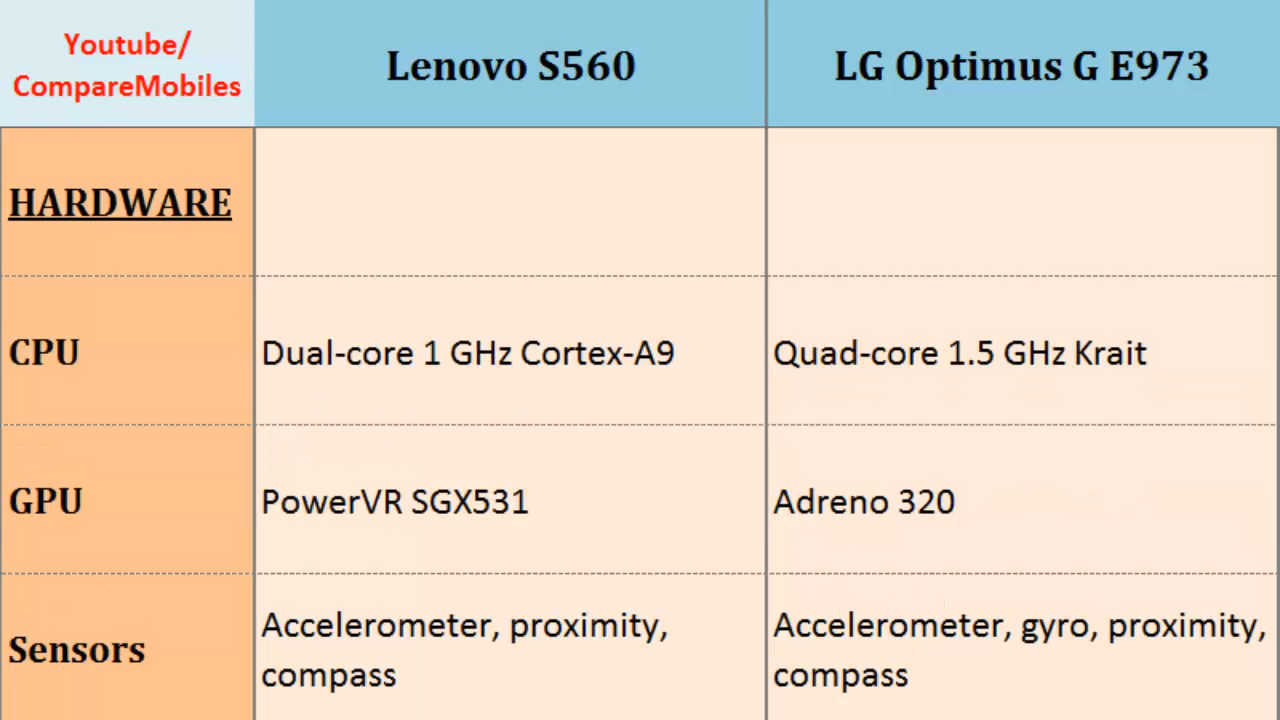 Youtube/
CompareMobiles
Lenovo S560
LG Optimus G E973
HARDWARE
CPU
Dual-core 1 GHz Cortex-A9
Quad-core 1.5 GHz Krait
GPU
PowerVR SGX531
Adreno 320
Sensors
Accelerometer, proximity,
compass
Accelerometer, gyro, proximity,
compass